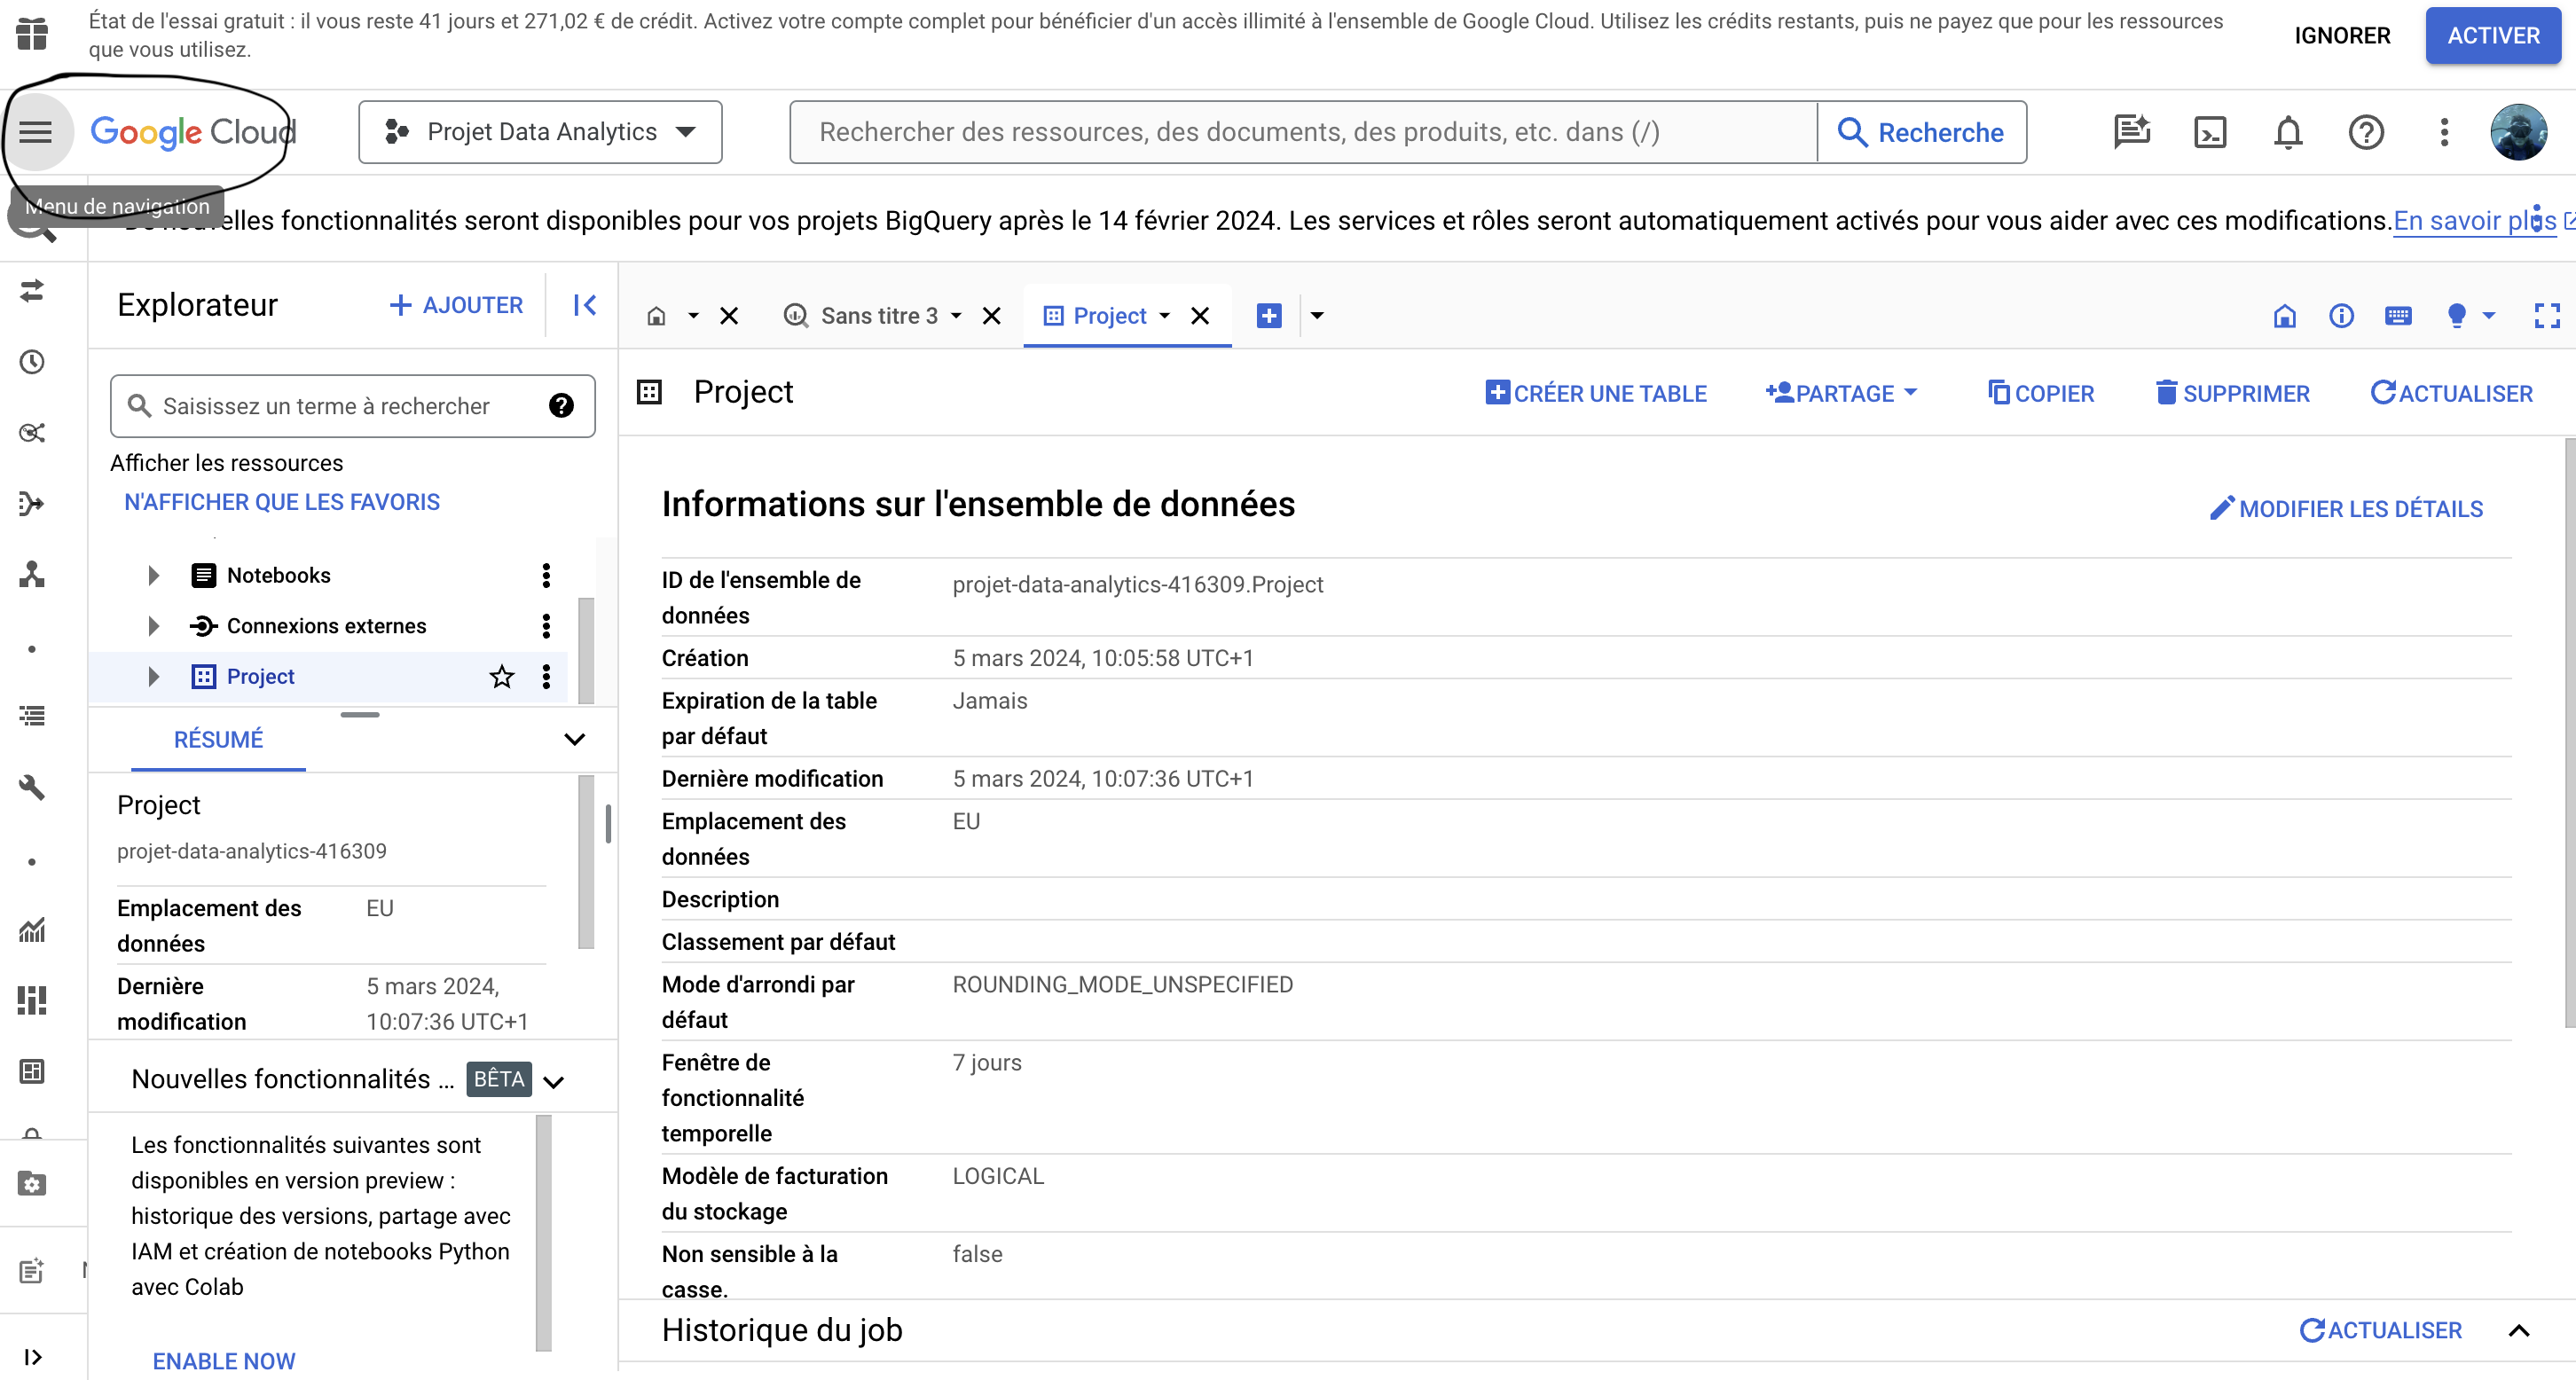 État de l'essai gratuit : il vous reste 41 jours et 271,02 € de crédit. Activez votre compte complet pour bénéficier d'un accès illimité à l'ensemble de Google Cloud. Utilisez les crédits restants, puis ne payez que pour les ressources
que vous utilisez.
IGNORER
ACTIVER
Google Cloud
Projet Data Analytics
Rechercher des ressources, des documents, des produits, etc. dans (/)
Recherche
Menu de navigation
nouvelles fonctionnalités seront disponibles pour vos projets BigQuery après le 14 février 2024. Les services et rôles seront automatiquement activés pour vous aider avec ces modifications. En savoir plus
Explorateur
AJOUTER
Saisissez un terme à rechercher
Afficher les ressources
N'AFFICHER QUE LES FAVORIS
Notebooks
Connexions externes
Project
RÉSUMÉ
Project
projet-data-analytics-416309
Emplacement des
données
EU
Dernière
modification
5 mars 2024,
10:07:36 UTC+1
Nouvelles fonctionnalités ...
BÊTA
Les fonctionnalités suivantes sont
disponibles en version preview :
historique des versions, partage avec
IAM et création de notebooks Python
avec Colab
ENABLE NOW
Sans titre 3
Project
Project
CRÉER UNE TABLE
PARTAGE
COPIER
SUPPRIMER
ACTUALISER
Informations sur l'ensemble de données
MODIFIER LES DÉTAILS
ID de l'ensemble de
données
projet-data-analytics-416309.Project
Création
5 mars 2024, 10:05:58 UTC+1
Expiration de la table
par défaut
Jamais
Dernière modification
5 mars 2024, 10:07:36 UTC+1
Emplacement des
données
EU
Description
Classement par défaut
Mode d'arrondi par
défaut
ROUNDING_MODE_UNSPECIFIED
Fenêtre de
fonctionnalité
temporelle
7 jours
Modèle de facturation
du stockage
LOGICAL
Non sensible à la
casse.
false
Historique du job
ACTUALISER